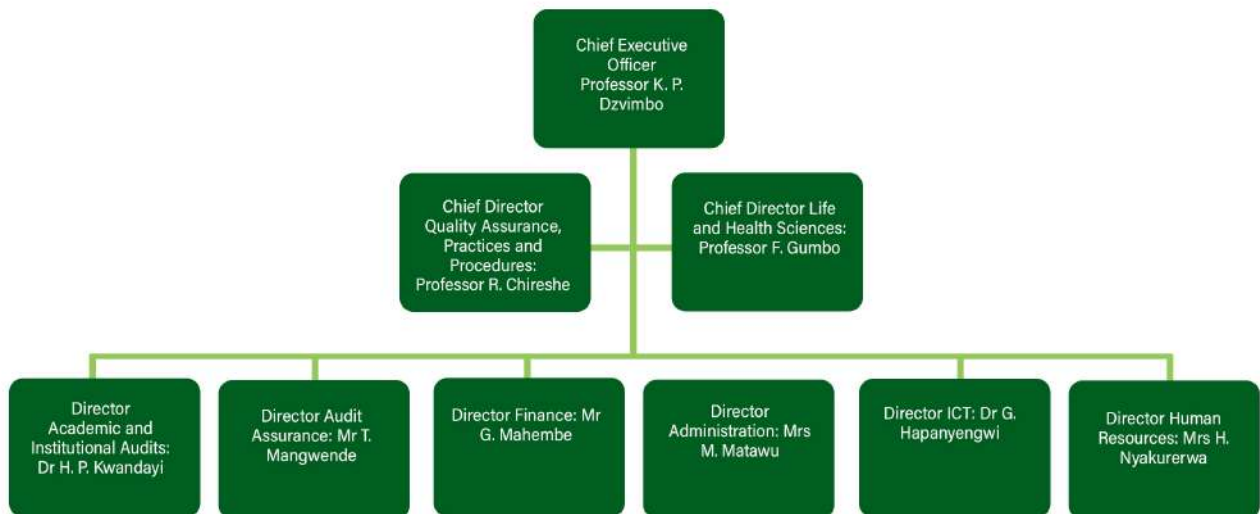 Chief Executive
Officer
Professor K. P.
Dzvimbo
Chief Director
Quality Assurance,
Practices and
Procedures:
Professor R. Chireshe
Chief Director Life
and Health Sciences:
Professor F. Gumbo
Director
Academic and
Institutional Audits:
Dr H. P. Kwandayi
Director Audit
Assurance: Mr T.
Mangwende
Director Finance: Mr
G. Mahembe
Director
Administration: Mrs
M. Matawu
Director ICT: Dr G.
Hapanyengwi
Director Human
Resources: Mrs H.
Nyakurerwa